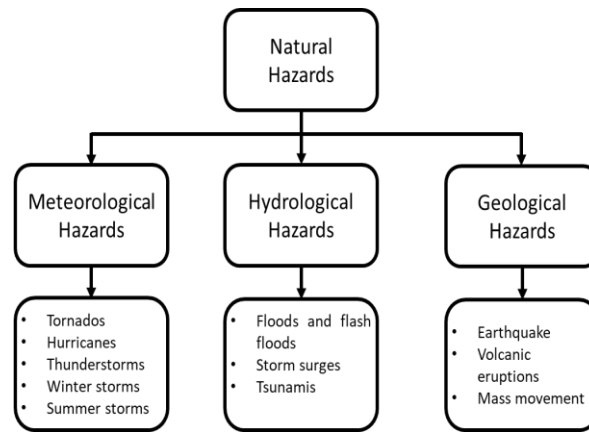 Natural
Hazards
Meteorological
Hazards
Hydrological
Hazards
Geological
Hazards
• Tornados
• Hurricanes
• Thunderstorms
• Winter storms
• Summer storms
• Floods and flash
floods
• Storm surges
• Tsunamis
• Earthquake
• Volcanic
eruptions
• Mass movement